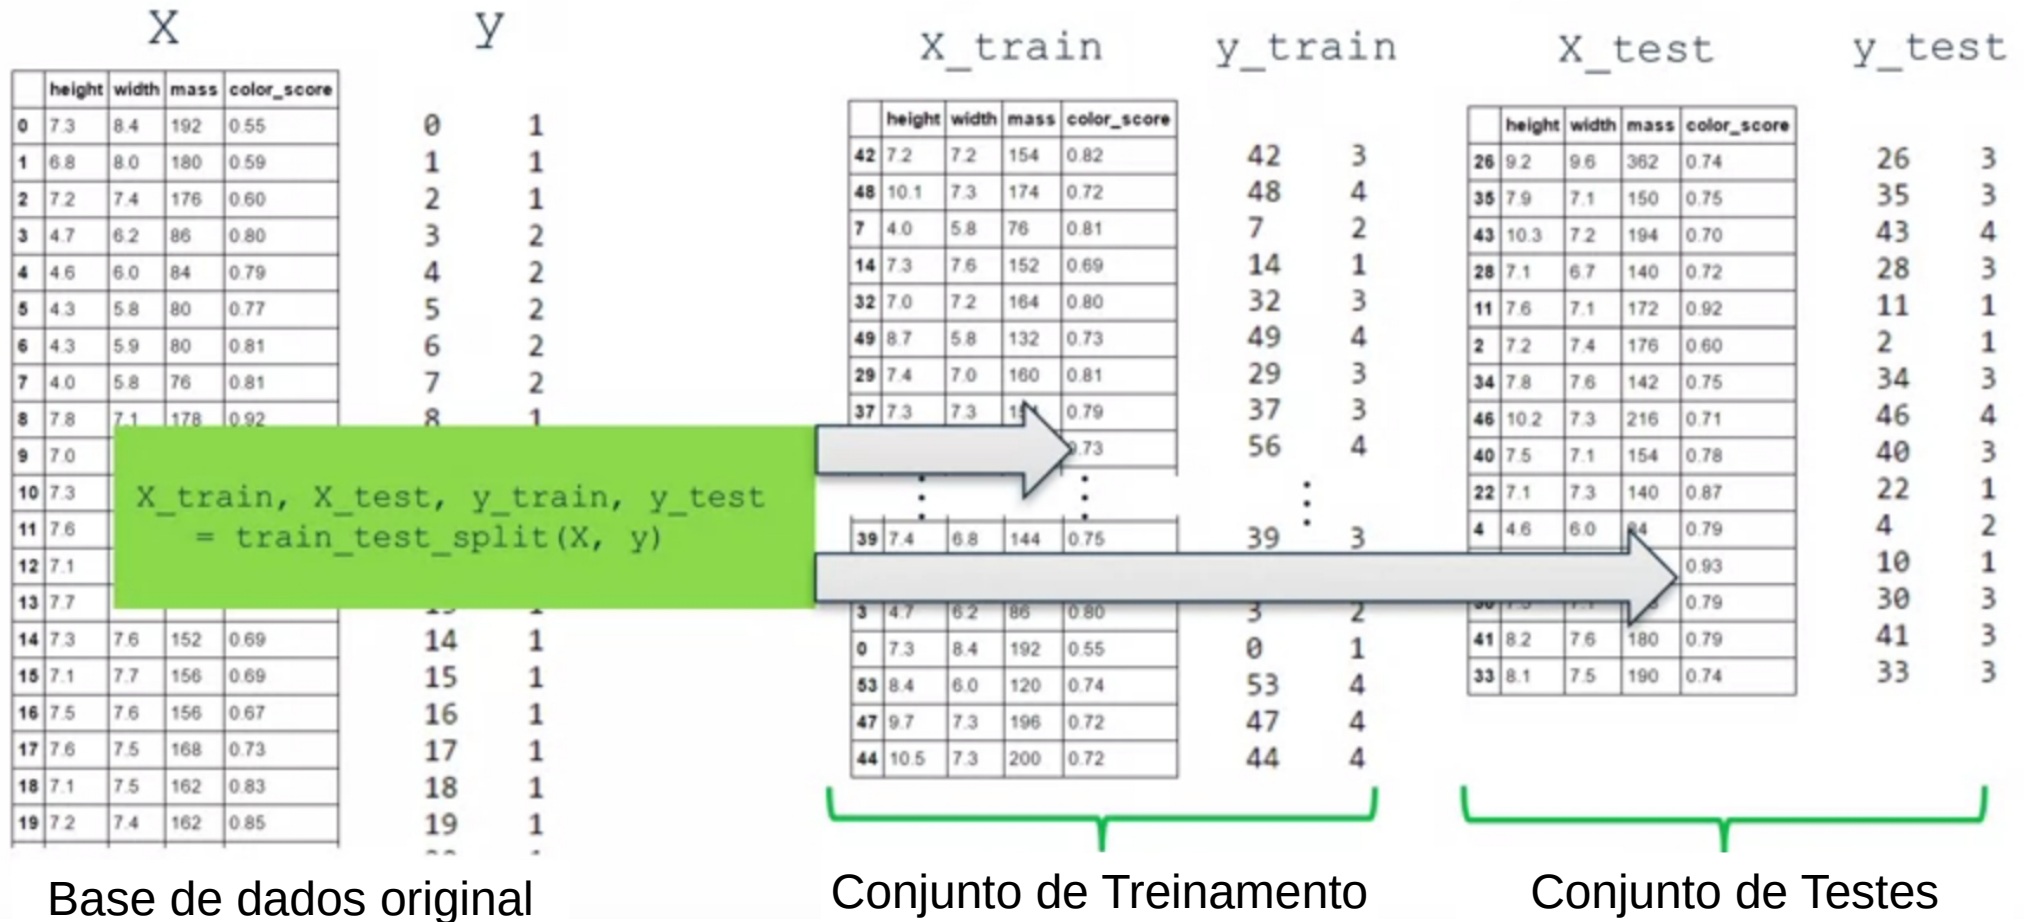 X y
height width mass color_score
0 7.3 8.4 192 0.55 0 1
1 6.8 8.0 180 0.59 1 1
2 7.2 7.4 176 0.60 2 1
3 4.7 6.2 86 0.80 3 2
4 4.6 6.0 84 0.79 4 2
5 4.3 5.8 80 0.77 5 2
6 4.3 5.9 80 0.81 6 2
7 4.0 5.8 76 0.81 7 2
8 7.8 7.1 178 0.92 8 1
9 7.0
10 7.3
11 7.6
12 7.1
13 7.7
14 7.3 7.6 152 0.69 14 1
15 7.1 7.7 156 0.69 15 1
16 7.5 7.6 156 0.67 16 1
17 7.6 7.5 168 0.73 17 1
18 7.1 7.5 162 0.83 18 1
19 7.2 7.4 162 0.85 19 1
Base de dados original
X_train, X_test, y_train, y_test
= train_test_split(X, y)
X_train y_train
height width mass color_score
42 7.2 7.2 154 0.82 42 3
48 10.1 7.3 174 0.72 48 4
7 4.0 5.8 76 0.81 7 2
14 7.3 7.6 152 0.69 14 1
32 7.0 7.2 164 0.80 32 3
49 8.7 5.8 132 0.73 49 4
29 7.4 7.0 160 0.81 29 3
37 7.3 7.3 0.79 37 3
56 4
39 7.4 6.8 144 0.75 39 3
3 4.7 6.2 86 0.80 3 2
0 7.3 8.4 192 0.55 0 1
53 8.4 6.0 120 0.74 53 4
47 9.7 7.3 196 0.72 47 4
44 10.5 7.3 200 0.72 44 4
Conjunto de Treinamento
X_test y_test
height width mass color_score
26 9.2 9.6 362 0.74 26 3
35 7.9 7.1 150 0.75 35 3
43 10.3 7.2 194 0.70 43 4
28 7.1 6.7 140 0.72 28 3
11 7.6 7.1 172 0.92 11 1
2 7.2 7.4 176 0.60 2 1
34 7.8 7.6 142 0.75 34 3
46 10.2 7.3 216 0.71 46 4
40 7.5 7.1 154 0.78 40 3
22 7.1 7.3 140 0.87 22 1
4 4.6 6.0 84 0.79 4 2
0.93 10 1
0.79 30 3
41 8.2 7.6 180 0.79 41 3
33 8.1 7.5 190 0.74 33 3
Conjunto de Testes